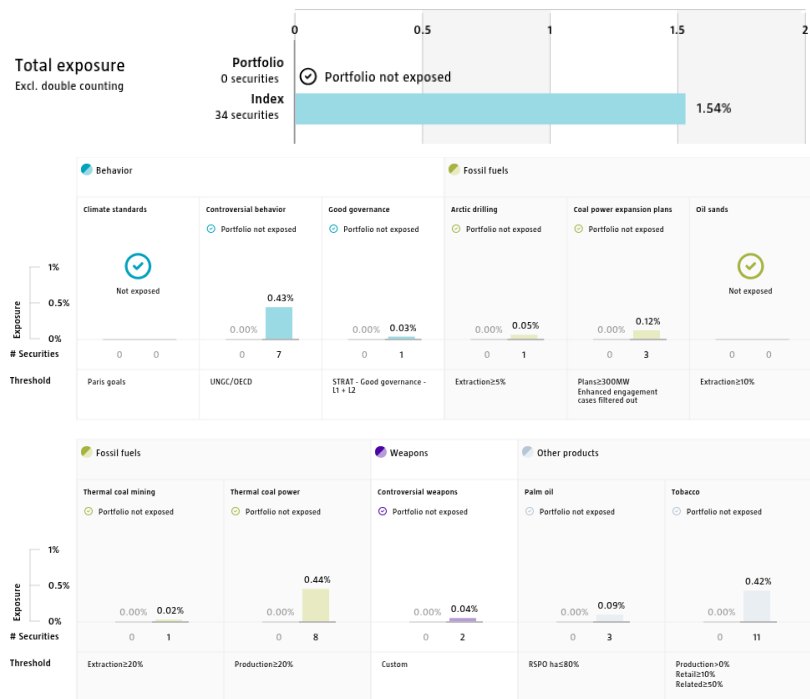 0 0.5 1 1.5 2
Total exposure
Excl. double counting
Portfolio
0 securities
Portfolio not exposed
Index
34 securities
1.54%
Behavior
Fossil fuels
Climate standards
Controversial behavior
Good governance
Arctic drilling
Coal power expansion plans
Oil sands
Portfolio not exposed
Portfolio not exposed
Portfolio not exposed
Portfolio not exposed
Not exposed
Not exposed
Exposure
1%
0.5%
0%
0.00% 0.43%
0.00% 0.03%
0.00% 0.05%
0.00% 0.12%
# Securities
0 0
0 7
0 1
0 1
0 3
0 0
Threshold
Paris goals
UNGC/OECD
STRAT - Good governance -
L1 + L2
Extraction≥5%
Plans≥300MW
Enhanced engagement
cases filtered out
Extraction≥10%
Fossil fuels
Weapons
Other products
Thermal coal mining
Thermal coal power
Controversial weapons
Palm oil
Tobacco
Portfolio not exposed
Portfolio not exposed
Portfolio not exposed
Portfolio not exposed
Portfolio not exposed
Exposure
1%
0.5%
0%
0.00% 0.02%
0.00% 0.44%
0.00% 0.04%
0.00% 0.09%
0.00% 0.42%
# Securities
0 1
0 8
0 2
0 3
0 11
Threshold
Extraction≥20%
Production≥20%
Custom
RSPO ha≤80%
Production>0%
Retail≥10%
Related≥50%